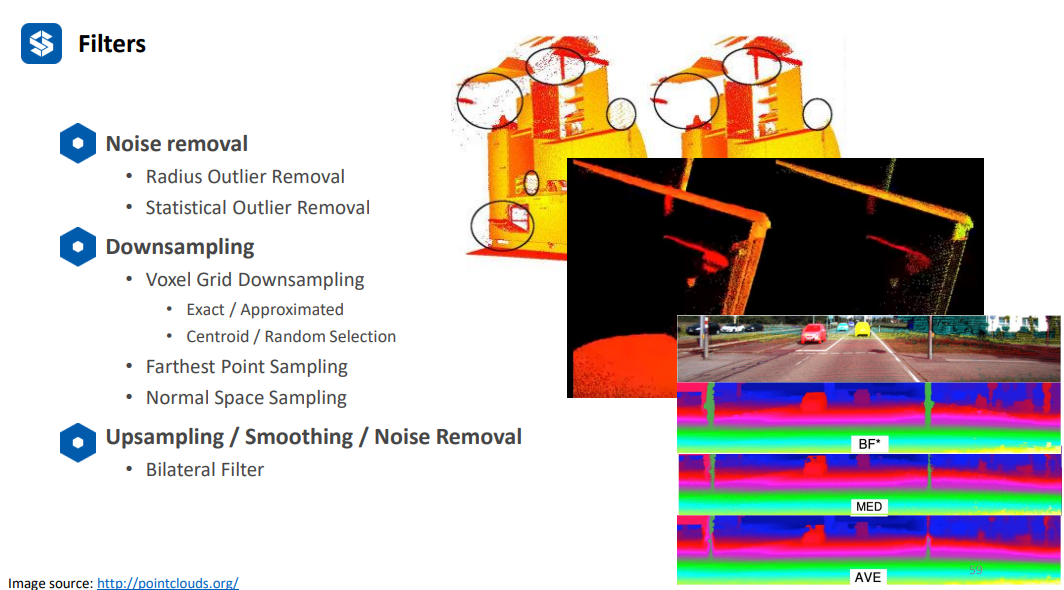 Filters
Noise removal
• Radius Outlier Removal
• Statistical Outlier Removal
Downsampling
• Voxel Grid Downsampling
• Exact / Approximated
• Centroid / Random Selection
• Farthest Point Sampling
• Normal Space Sampling
Upsampling / Smoothing / Noise Removal
• Bilateral Filter
BF*
MED
AVE
59
Image source: http://pointclouds.org/